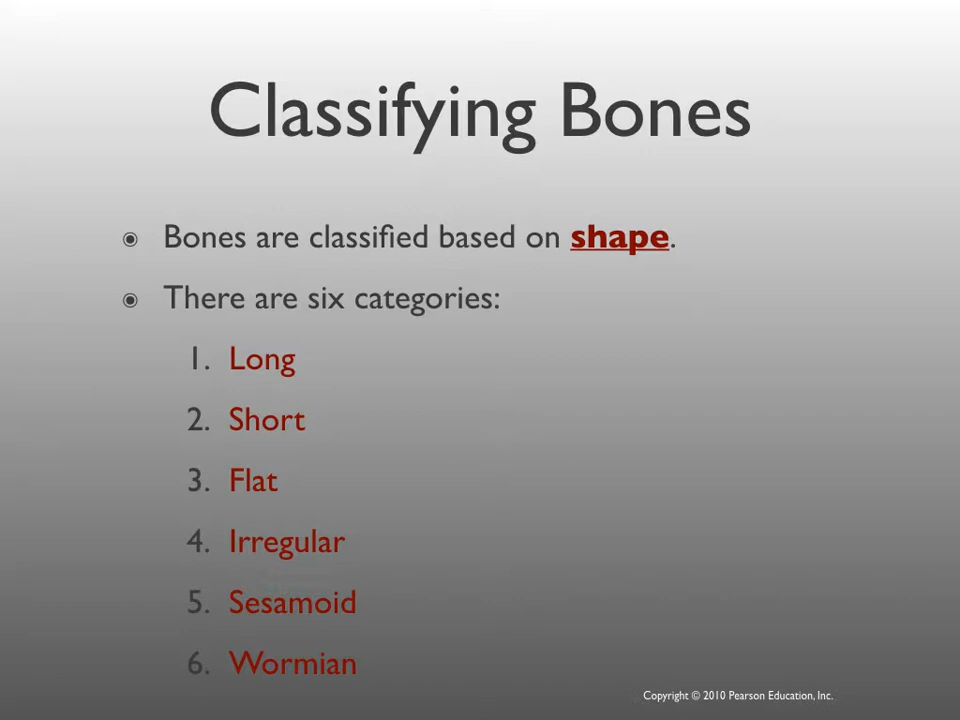 Classifying Bones
Bones are classified based on shape.
There are six categories:
1. Long
2. Short
3. Flat
4. Irregular
5. Sesamoid
6. Wormian
Copyright © 2010 Pearson Education, Inc.